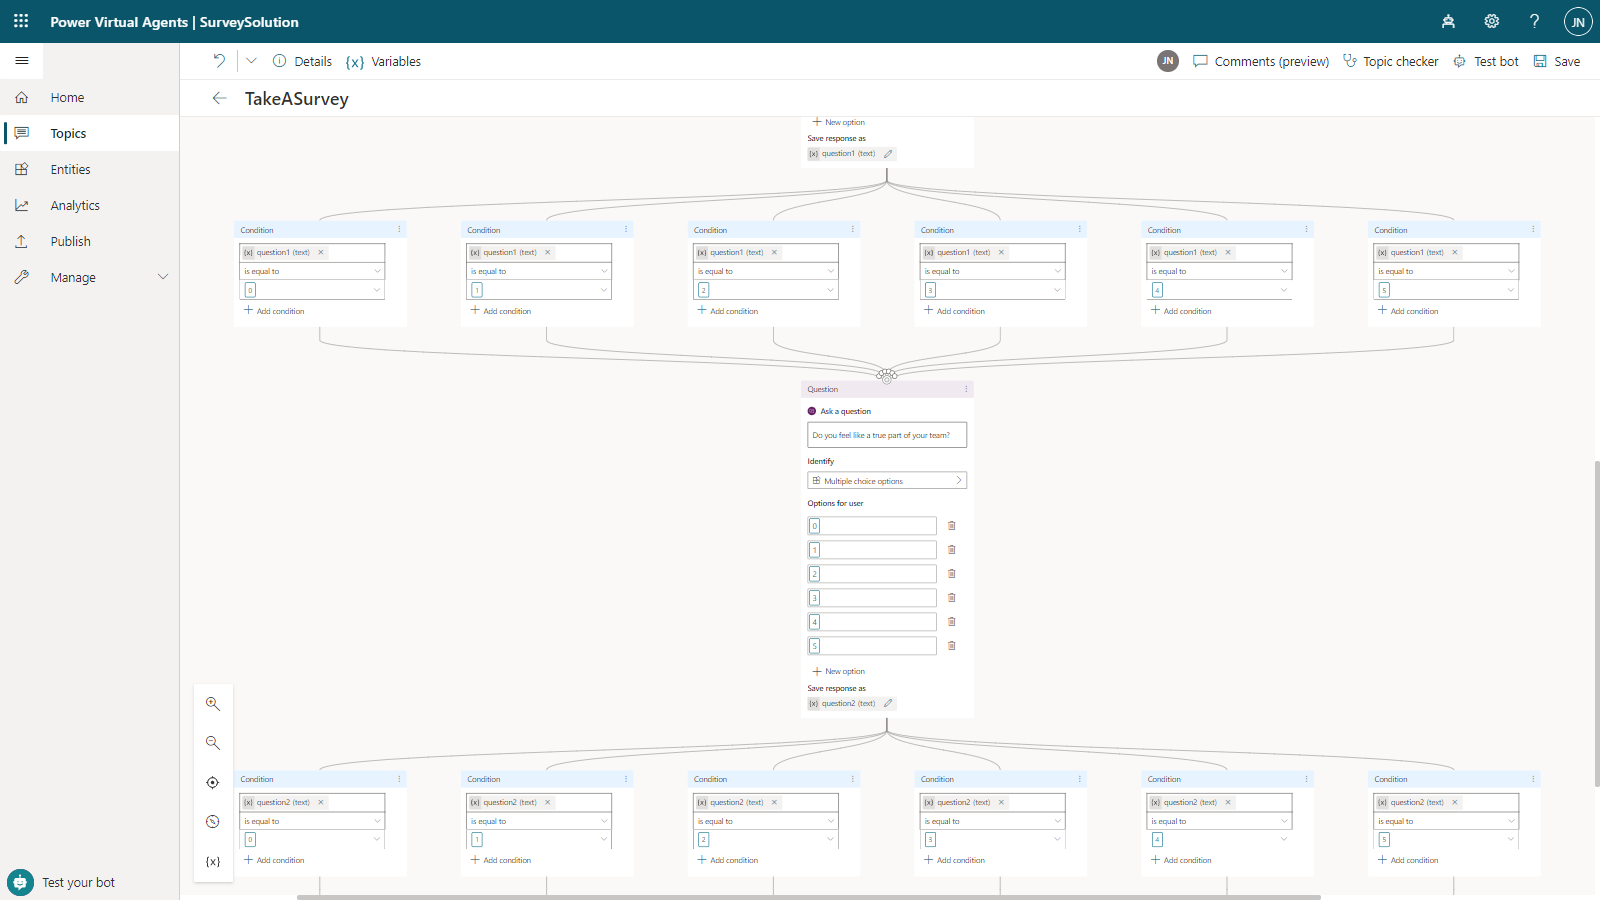 Power Virtual Agents | SurveySolution
JN
Details
{x} Variables
JN
Comments (preview)
Topic checker
Test bot
Save
Home
Topics
Entities
Analytics
Publish
Manage
Test your bot
TakeASurvey
New option
Save response as
{x} question1 (text)
Condition
{x} question1 (text)
is equal to
0
Add condition
Condition
{x} question1 (text)
is equal to
1
Add condition
Condition
{x} question1 (text)
is equal to
2
Add condition
Condition
{x} question1 (text)
is equal to
3
Add condition
Condition
{x} question1 (text)
is equal to
4
Add condition
Condition
{x} question1 (text)
is equal to
5
Add condition
Question
Ask a question
Do you feel like a true part of your team?
Identify
Multiple choice options
Options for user
0
1
2
3
4
5
New option
Save response as
{x} question2 (text)
{x}
Condition
{x} question2 (text)
is equal to
0
Add condition
Condition
{x} question2 (text)
is equal to
1
Add condition
Condition
{x} question2 (text)
is equal to
2
Add condition
Condition
{x} question2 (text)
is equal to
3
Add condition
Condition
{x} question2 (text)
is equal to
4
Add condition
Condition
{x} question2 (text)
is equal to
5
Add condition